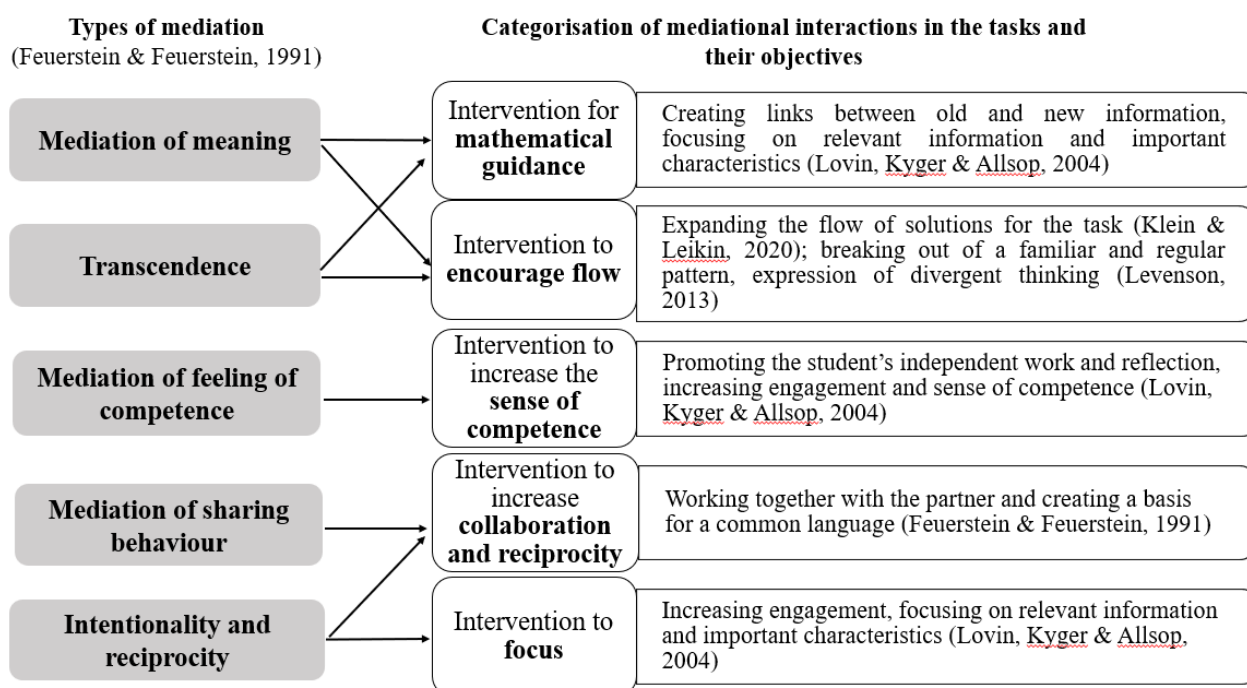 Types of mediation
(Feuerstein & Feuerstein, 1991)
Categorisation of mediational interactions in the tasks and
their objectives
Mediation of meaning
Intervention for
mathematical
guidance
Creating links between old and new information,
focusing on relevant information and important
characteristics (Lovin, Kyger & Allsop, 2004)
Transcendence
Intervention to
encourage flow
Expanding the flow of solutions for the task (Klein &
Leikin, 2020); breaking out of a familiar and regular
pattern, expression of divergent thinking (Levenson,
2013)
Mediation of feeling of
competence
Intervention to
increase the
sense of
competence
Promoting the student’s independent work and reflection,
increasing engagement and sense of competence (Lovin,
Kyger & Allsop, 2004)
Mediation of sharing
behaviour
Intervention to
increase
collaboration
and reciprocity
Working together with the partner and creating a basis
for a common language (Feuerstein & Feuerstein, 1991)
Intentionality and
reciprocity
Intervention to
focus
Increasing engagement, focusing on relevant information
and important characteristics (Lovin, Kyger & Allsop,
2004)